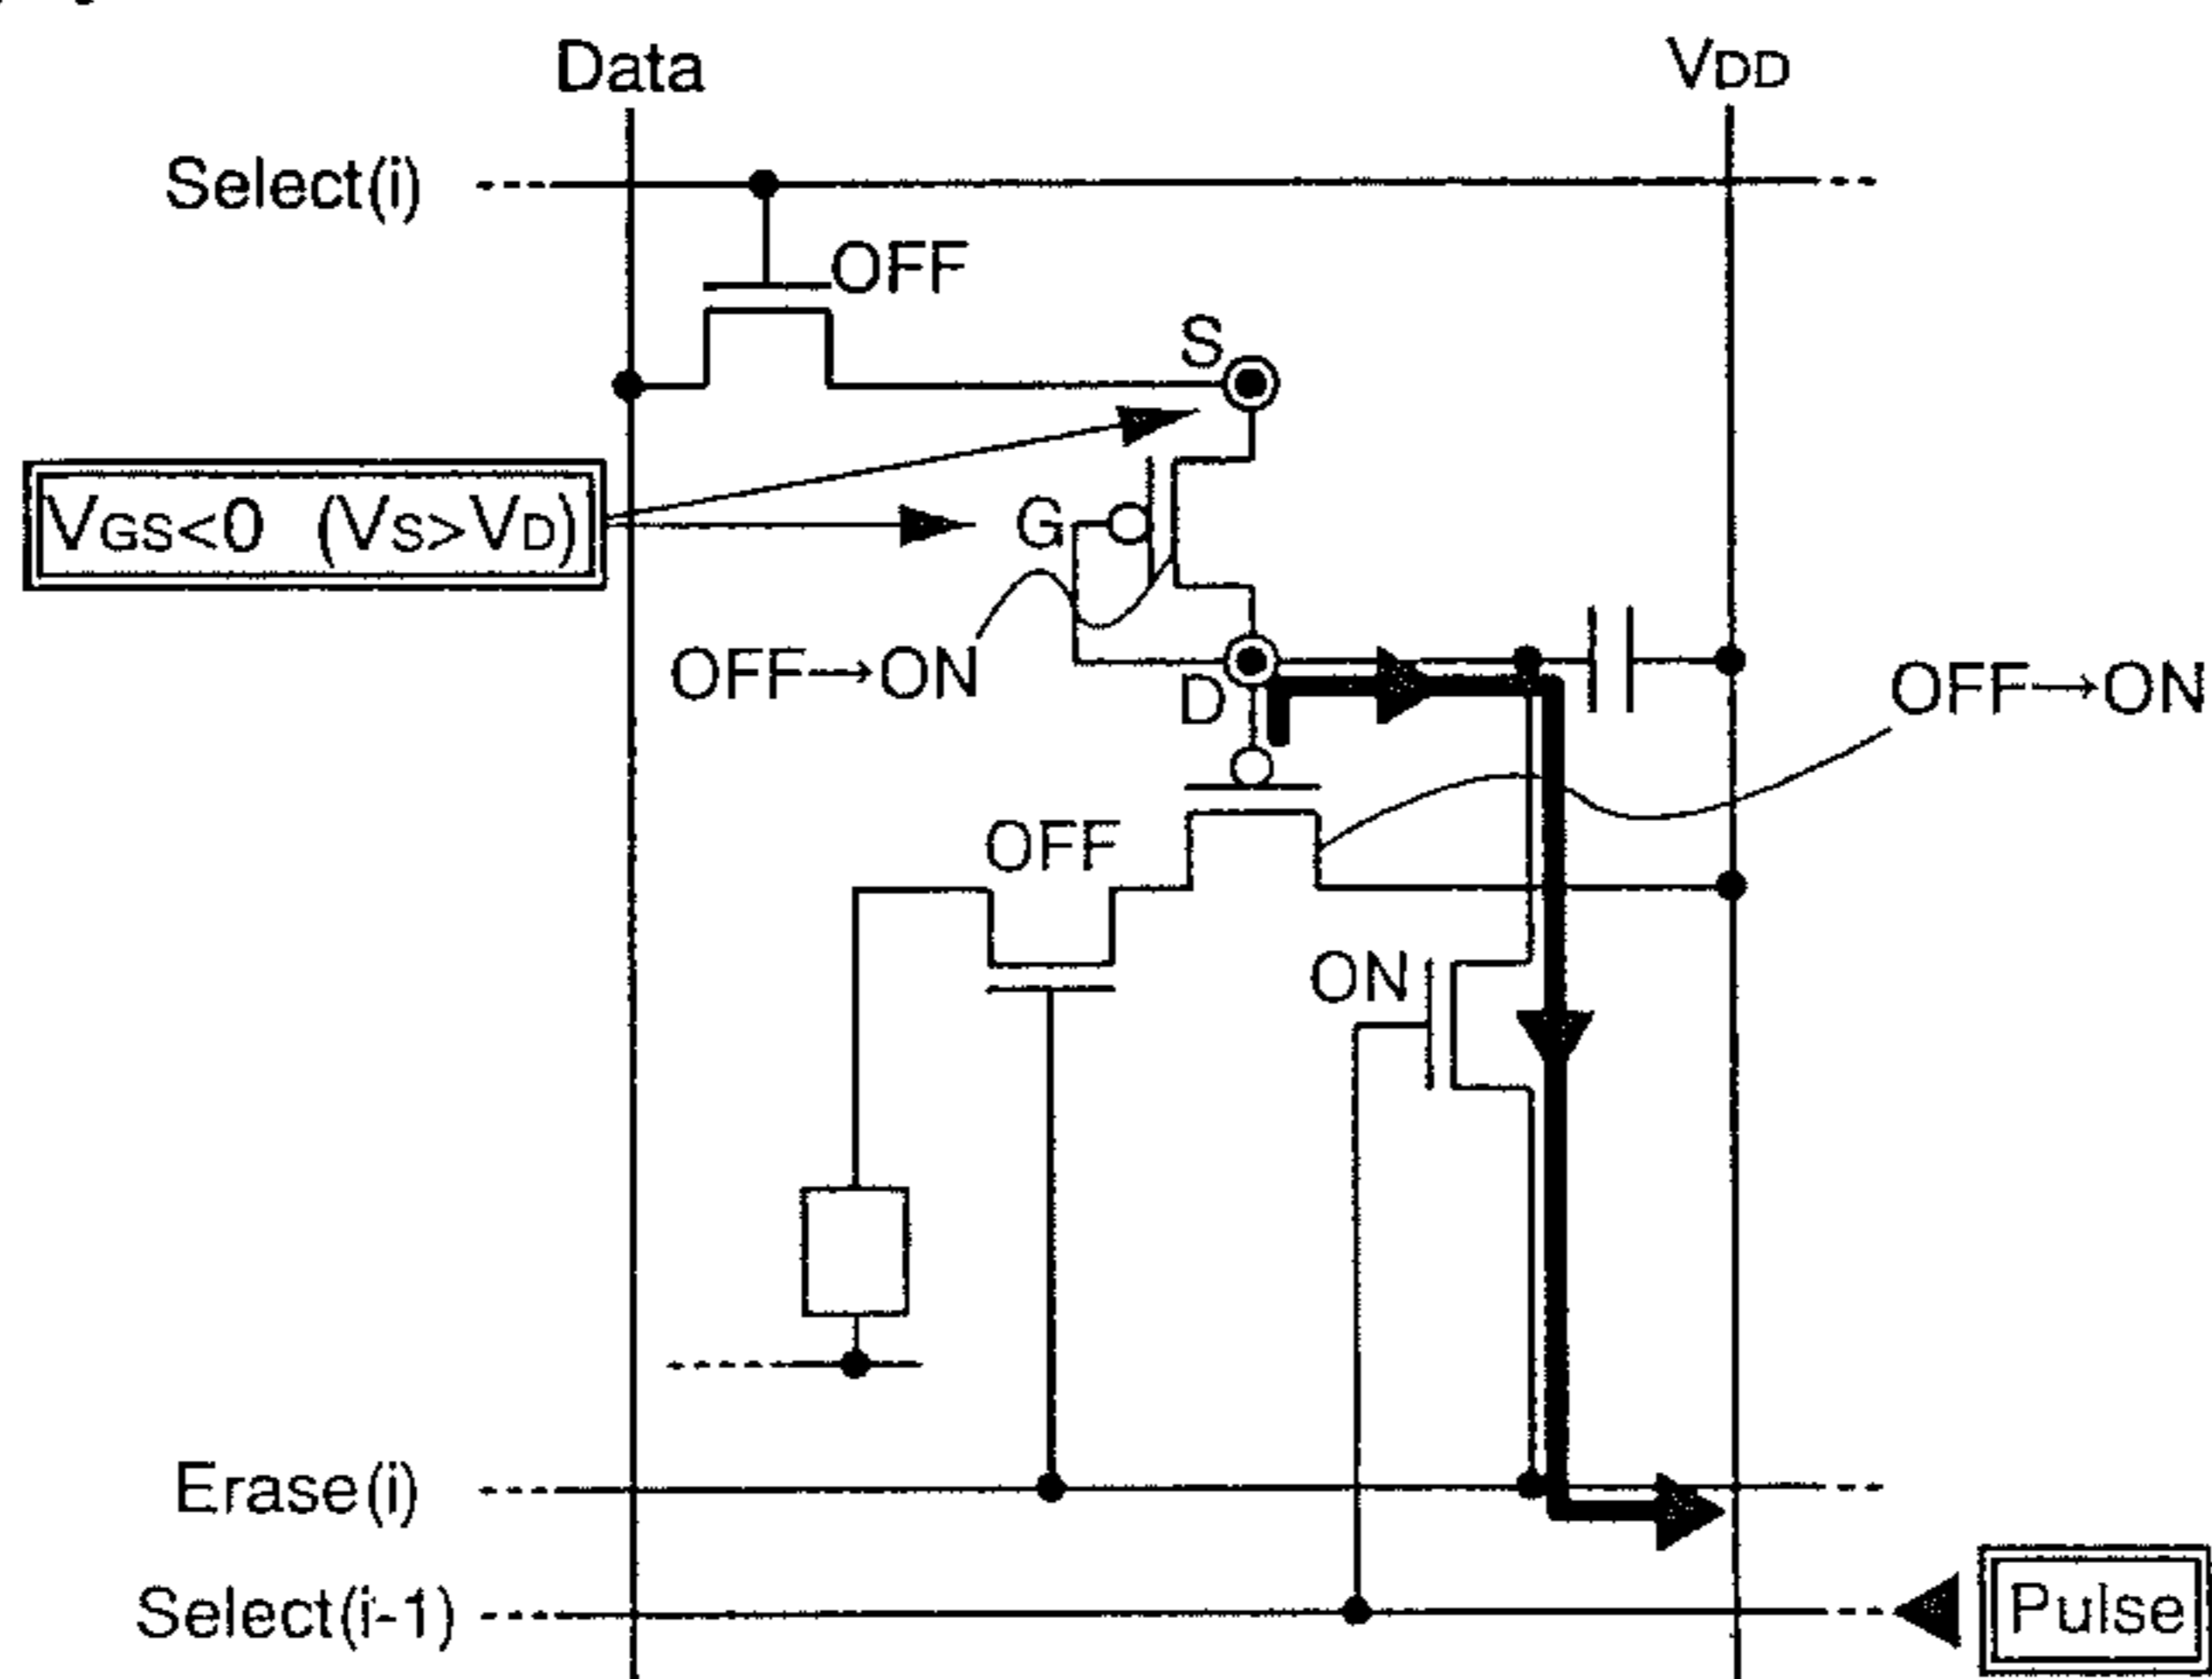 Data
VDD
Select(i)
OFF
S
VGS<0 (VS>VD)
G
OFF→ON
D
OFF→ON
OFF
ON
Erase(i)
Select(i-1)
Pulse